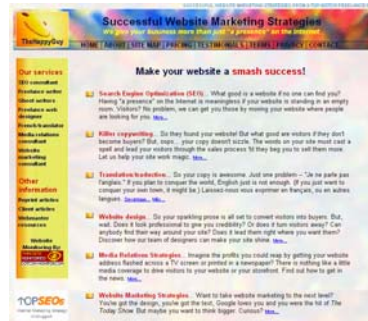 SUCCESSFUL WEBSITE MARKETING STRATEGIES FROM A TOP-NOTCH FREELANCE
Successful Website Marketing Strategies
We give your business more than just "a presence" on the Internet
TheHappyGuy
HOME | ABOUT | SITE MAP | PRICING | TESTIMONIALS | TERMS | PRIVACY | CONTACT
Our services
SEO consultant
Freelance writer
Ghost writers
Freelance web
designer
French translator
Media relations
consultant
Website
marketing
consultant
Other
information
Reprint articles
Client articles
Webmaster
resources
Website
Monitoring By:
TOPSEOs
Make your website a smash success!
Search Engine Optimization (SEO)... What good is a website if no one can find you?
Having "a presence" on the Internet is meaningless if your website is standing in an empty
room. Visitors? No problem, we can get you those by moving your website where people
are looking for you. More...
Killer copywriting... So they found your website! But what good are visitors if they don't
become buyers? But, oops... your copy doesn't sizzle. The words on your site must cast a
spell and lead your visitors through the sales process 'til they beg you to sell them more.
Let us help your site work magic. More...
Translation traduction... So your copy is awesome. Just one problem – "Je ne parle pas
l'anglais." If you plan to conquer the world, English just is not enough. (If you just want to
conquer your own town, it might be.) Laissez-nous vous exprimer en français, ou en autres
langues.
Website design... So your sparkling prose is all set to convert visitors into buyers. But,
wait. Does it look professional to give you credibility? Or does it turn visitors away? Can
anybody find their way around your site? Does it lead them right where you want them?
Discover how our team of designers can make your site shine. More...
Media Relations Strategies... Imagine the profits you could reap by getting your website
address flashed across a TV screen or printed in a newspaper? There is nothing like a little
media coverage to drive visitors to your website or your storefront. Find out how to get in
the news. More...
Website Marketing Strategies... Want to take website marketing to the next level?
You've got the design, you've got the text, Google loves you and you were the hit of The
Today Show. But maybe you want to think bigger. Curious? More...